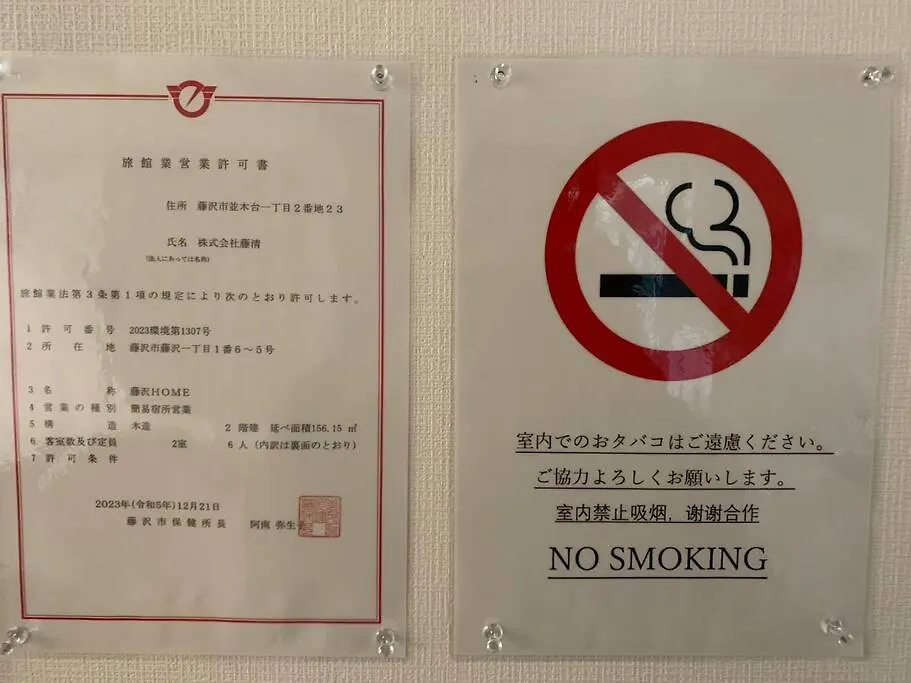 旅館業営業許可書
住所 藤沢市並木台一丁目2番地23
氏名 株式会社藤清
(法人にあっては名称)
旅館業法第3条第1項の規定により次のとおり許可します。
1 許可番号 2023環境第1307号
2 所在地 藤沢市藤沢一丁目1番6～5号
3 名称 藤沢HOME
4 営業の種別 簡易宿所営業
5 構造 木造 2階建 延べ面積156.15㎡
6 客室数及び定員 2室 6人(内訳は裏面のとおり)
7 許可条件
2023年(令和5年)12月21日
藤沢市保健所長 阿南 弥生子
室内でのおタバコはご遠慮ください。
ご協力よろしくお願いします。
室内禁止吸烟，谢谢合作
NO SMOKING